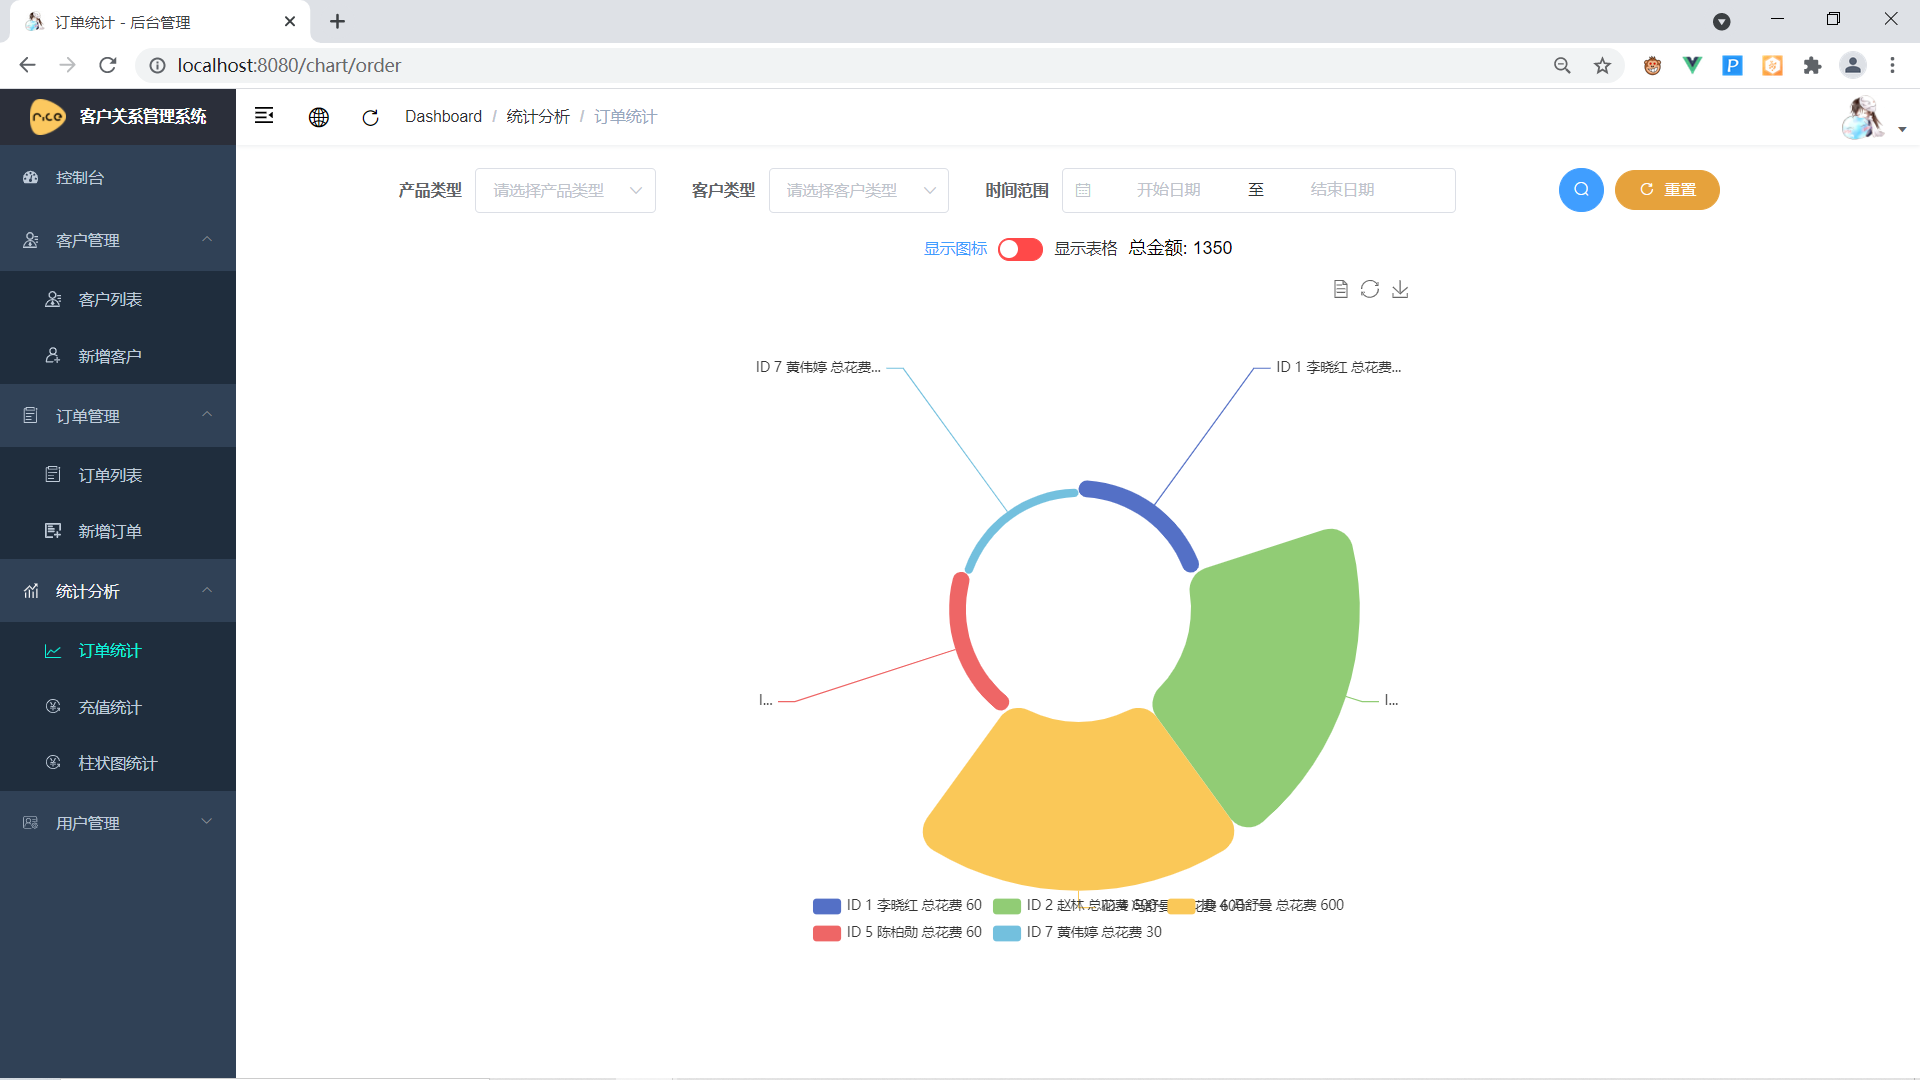 订单统计 - 后台管理
localhost:8080/chart/order
nice 客户关系管理系统
Dashboard / 统计分析 / 订单统计
控制台
客户管理
客户列表
新增客户
订单管理
订单列表
新增订单
统计分析
订单统计
充值统计
柱状图统计
用户管理
产品类型 请选择产品类型 客户类型 请选择客户类型 时间范围 开始日期 至 结束日期 重置
显示图标 显示表格 总金额: 1350
ID 7 黄伟婷 总花费...
ID 1 李晓红 总花费...
I...
I...
ID 1 李晓红 总花费 60 ID 2 赵林 总花费 600 ID 4 冯舒曼 总花费 600
ID 5 陈柏勋 总花费 60 ID 7 黄伟婷 总花费 30